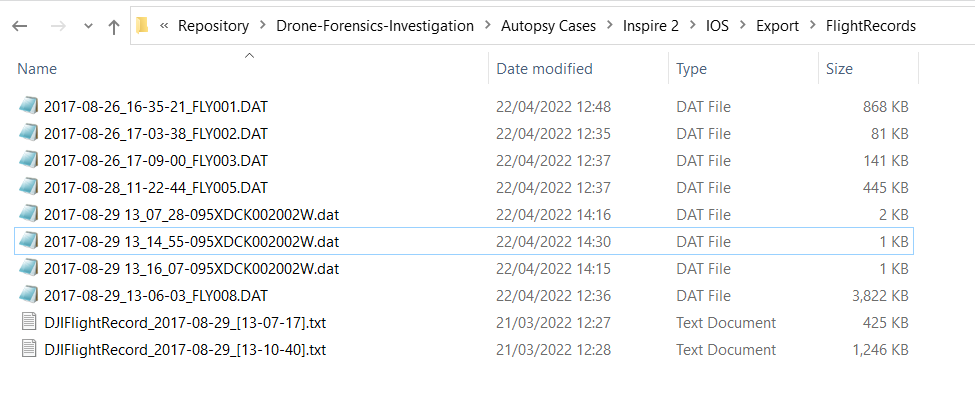 « Repository > Drone-Forensics-Investigation > Autopsy Cases > Inspire 2 > IOS > Export > FlightRecords
Name Date modified Type Size
2017-08-26_16-35-21_FLY001.DAT 22/04/2022 12:48 DAT File 868 KB
2017-08-26_17-03-38_FLY002.DAT 22/04/2022 12:35 DAT File 81 KB
2017-08-26_17-09-00_FLY003.DAT 22/04/2022 12:37 DAT File 141 KB
2017-08-28_11-22-44_FLY005.DAT 22/04/2022 12:37 DAT File 445 KB
2017-08-29 13_07_28-095XDCK002002W.dat 22/04/2022 14:16 DAT File 2 KB
2017-08-29 13_14_55-095XDCK002002W.dat 22/04/2022 14:30 DAT File 1 KB
2017-08-29 13_16_07-095XDCK002002W.dat 22/04/2022 14:15 DAT File 1 KB
2017-08-29_13-06-03_FLY008.DAT 22/04/2022 12:36 DAT File 3,822 KB
DJIFlightRecord_2017-08-29_[13-07-17].txt 21/03/2022 12:27 Text Document 425 KB
DJIFlightRecord_2017-08-29_[13-10-40].txt 21/03/2022 12:28 Text Document 1,246 KB